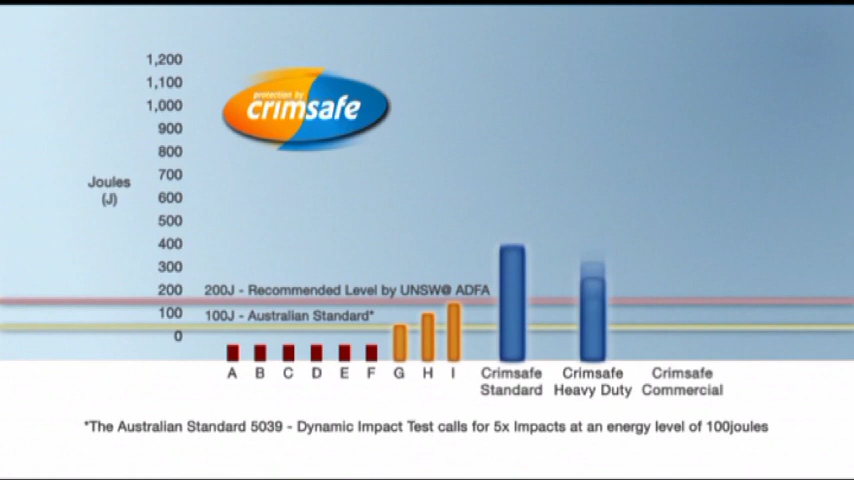 1,200
1,100
1,000
900
800
700
600
500
400
300
200
100
0
Joules
(J)
protection by
crimsafe
200J - Recommended Level by UNSW@ ADFA
100J - Australian Standard*
A B C D E F G H I
Crimsafe Standard
Crimsafe Heavy Duty
Crimsafe Commercial
*The Australian Standard 5039 - Dynamic Impact Test calls for 5x Impacts at an energy level of 100joules